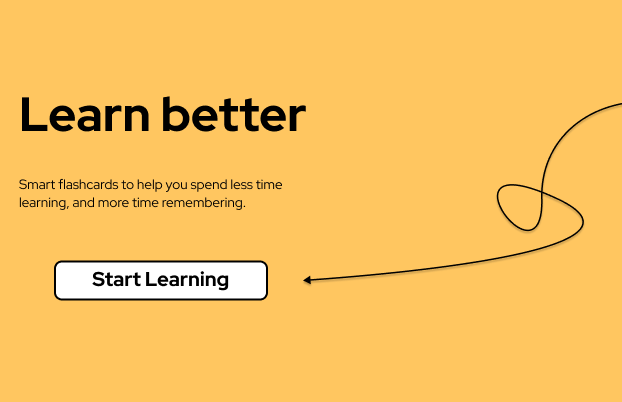 Learn better
Smart flashcards to help you spend less time
learning, and more time remembering.
Start Learning